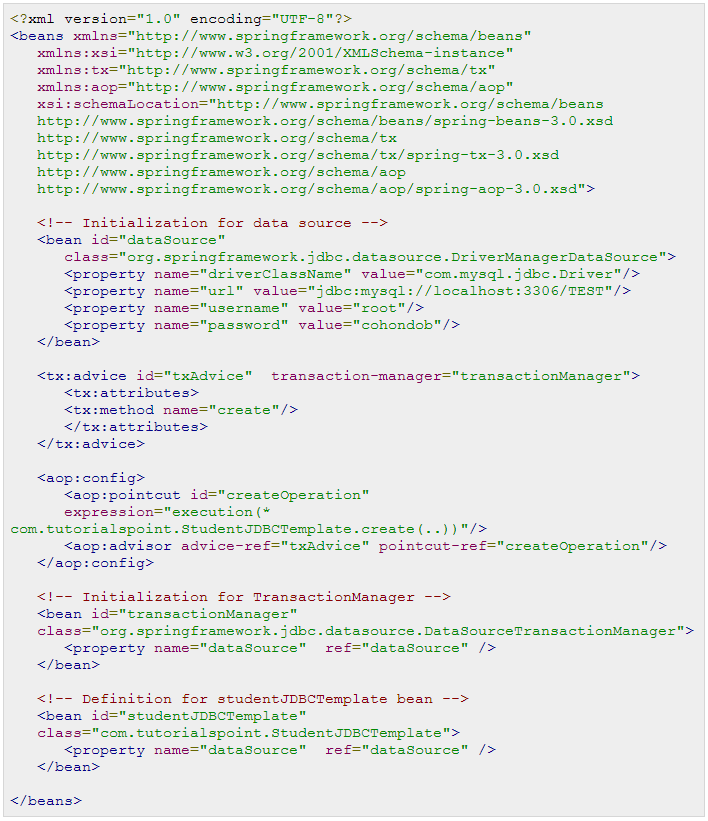 <?xml version="1.0" encoding="UTF-8"?>
<beans xmlns="http://www.springframework.org/schema/beans"
   xmlns:xsi="http://www.w3.org/2001/XMLSchema-instance"
   xmlns:tx="http://www.springframework.org/schema/tx"
   xmlns:aop="http://www.springframework.org/schema/aop"
   xsi:schemaLocation="http://www.springframework.org/schema/beans
   http://www.springframework.org/schema/beans/spring-beans-3.0.xsd
   http://www.springframework.org/schema/tx
   http://www.springframework.org/schema/tx/spring-tx-3.0.xsd
   http://www.springframework.org/schema/aop
   http://www.springframework.org/schema/aop/spring-aop-3.0.xsd">

   <!-- Initialization for data source -->
   <bean id="dataSource"
      class="org.springframework.jdbc.datasource.DriverManagerDataSource">
      <property name="driverClassName" value="com.mysql.jdbc.Driver"/>
      <property name="url" value="jdbc:mysql://localhost:3306/TEST"/>
      <property name="username" value="root"/>
      <property name="password" value="cohondob"/>
   </bean>

   <tx:advice id="txAdvice"  transaction-manager="transactionManager">
      <tx:attributes>
      <tx:method name="create"/>
      </tx:attributes>
   </tx:advice>

   <aop:config>
      <aop:pointcut id="createOperation"
      expression="execution(*
com.tutorialspoint.StudentJDBCTemplate.create(..))"/>
      <aop:advisor advice-ref="txAdvice" pointcut-ref="createOperation"/>
   </aop:config>

   <!-- Initialization for TransactionManager -->
   <bean id="transactionManager"
   class="org.springframework.jdbc.datasource.DataSourceTransactionManager">
      <property name="dataSource"  ref="dataSource" />
   </bean>

   <!-- Definition for studentJDBCTemplate bean -->
   <bean id="studentJDBCTemplate"
   class="com.tutorialspoint.StudentJDBCTemplate">
      <property name="dataSource"  ref="dataSource" />
   </bean>

</beans>